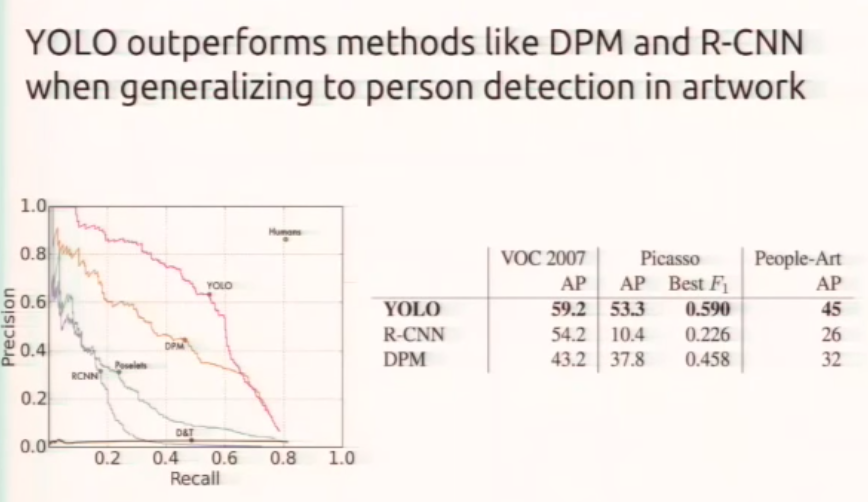 YOLO outperforms methods like DPM and R-CNN
when generalizing to person detection in artwork
1.0
0.8
0.6
0.4
0.2
0.0
Precision
0.2 0.4 0.6 0.8 1.0
Recall
Humans
YOLO
DPM
Poselets
RCNN
D&T
VOC 2007 Picasso People-Art
AP AP Best F1 AP
YOLO 59.2 53.3 0.590 45
R-CNN 54.2 10.4 0.226 26
DPM 43.2 37.8 0.458 32